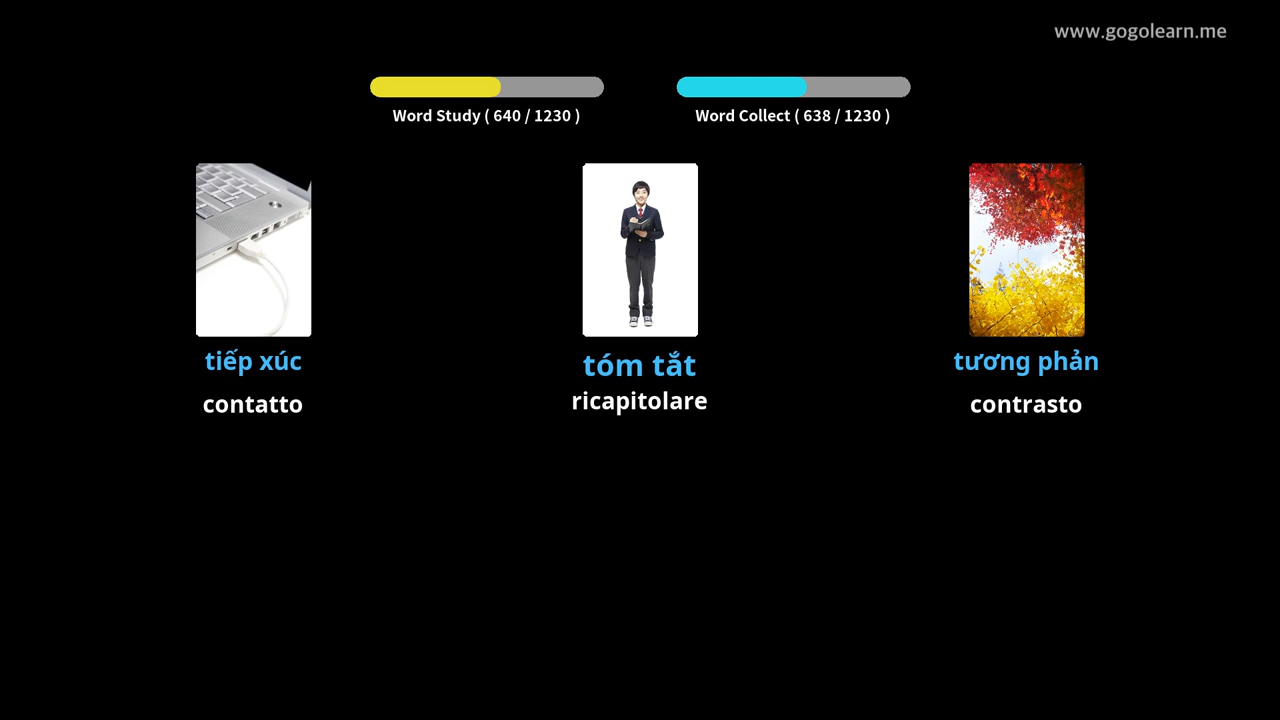 www.gogolearn.me
Word Study ( 640 / 1230 )
Word Collect ( 638 / 1230 )
tiếp xúc
contatto
tóm tắt
ricapitolare
tương phản
contrasto